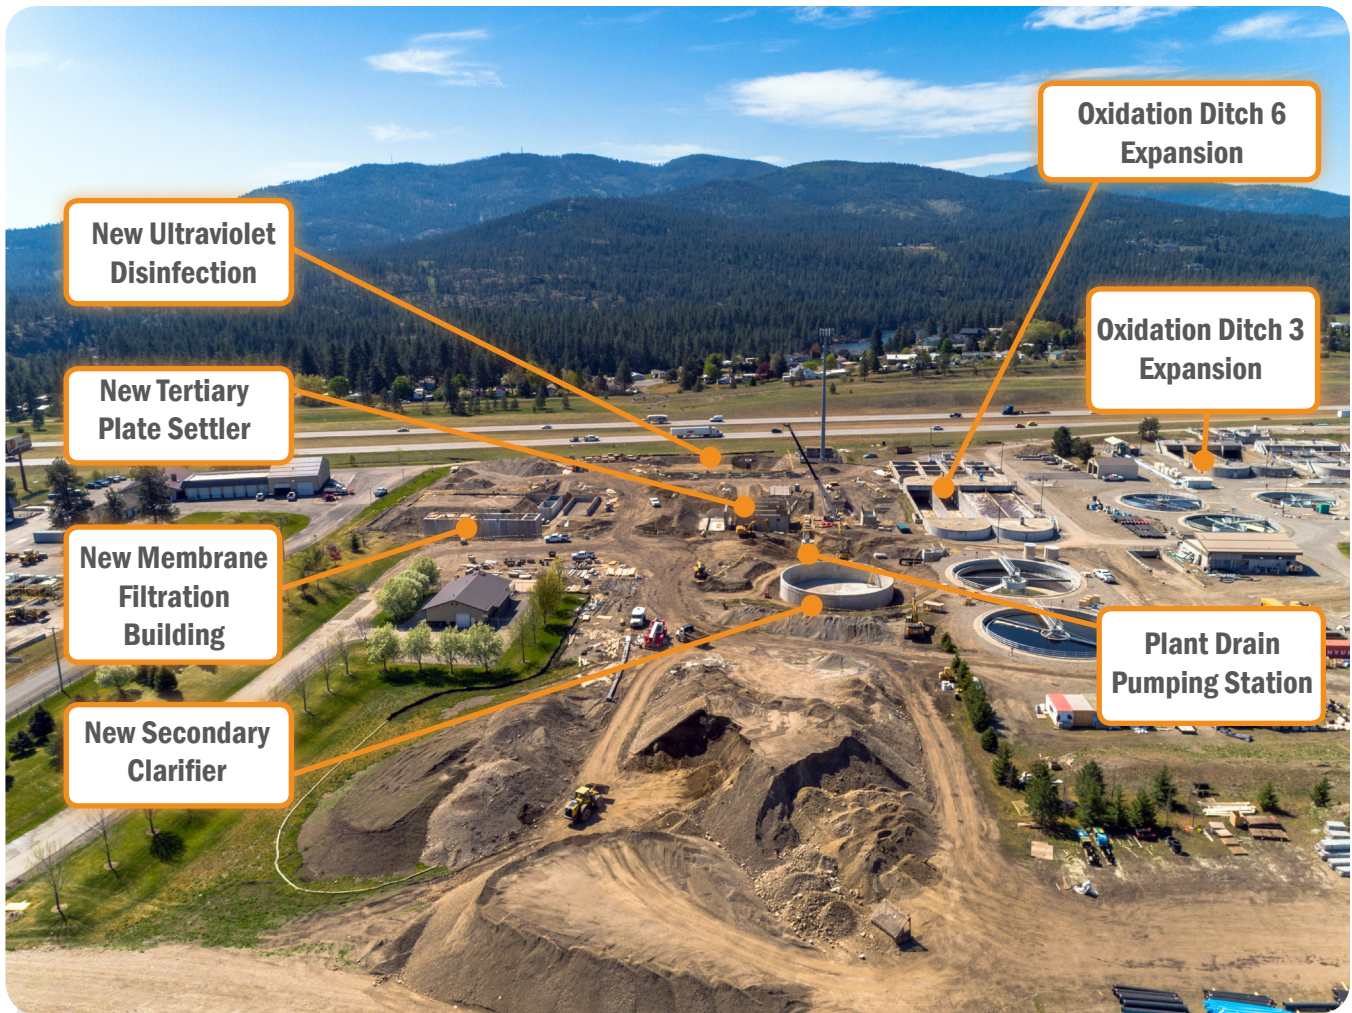 Oxidation Ditch 6
Expansion
New Ultraviolet
Disinfection
Oxidation Ditch 3
Expansion
New Tertiary
Plate Settler
New Membrane
Filtration
Building
Plant Drain
Pumping Station
New Secondary
Clarifier